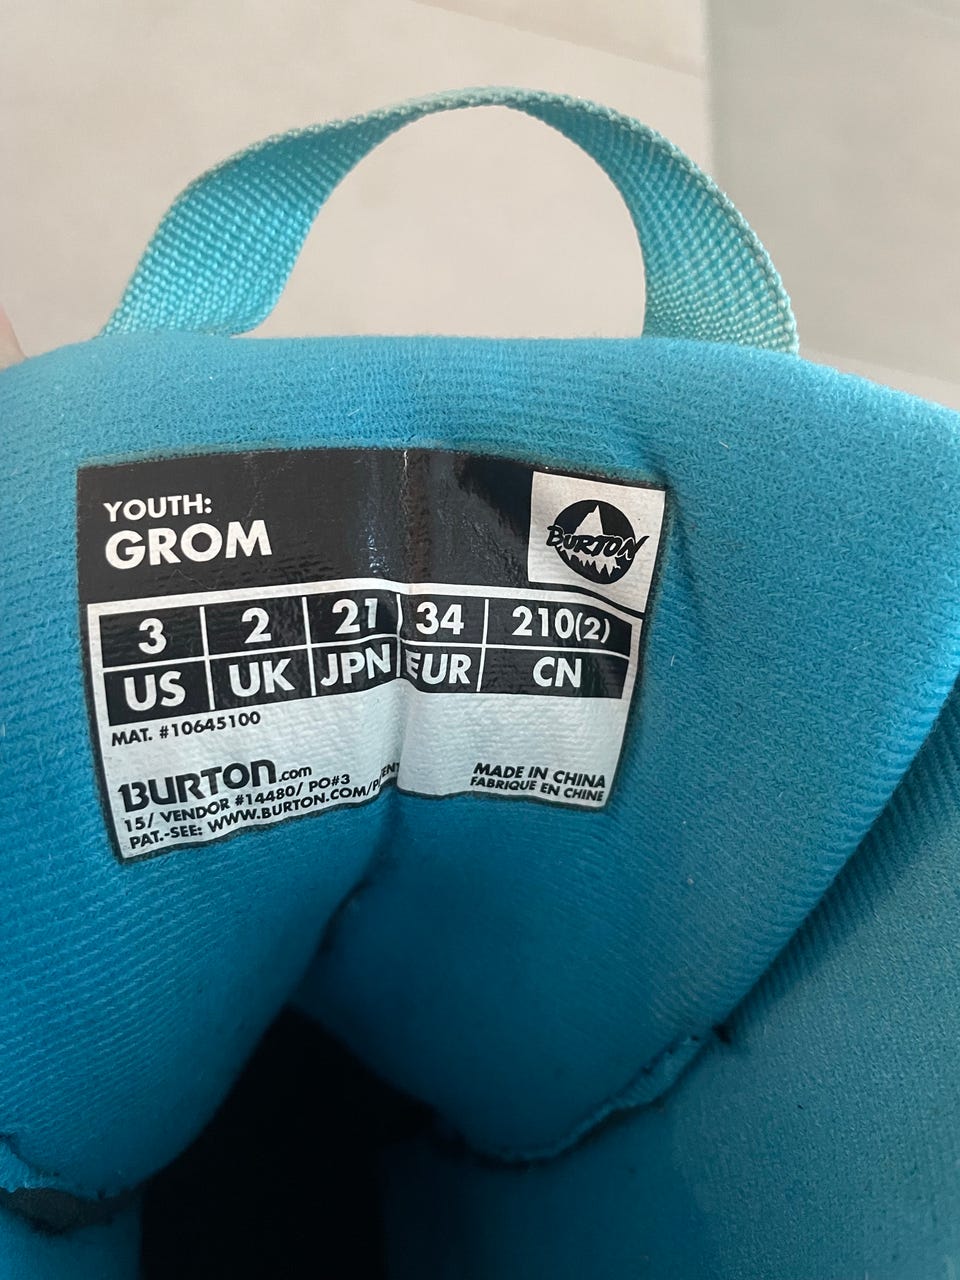 YOUTH:
GROM
BURTON
3 2 21 34 210(2)
US UK JPN EUR CN
MAT. #10645100
BURTON.com
15/ VENDOR #14480/ PO#3
PAT.-SEE: WWW.BURTON.COM/
MADE IN CHINA
FABRIQUE EN CHINE